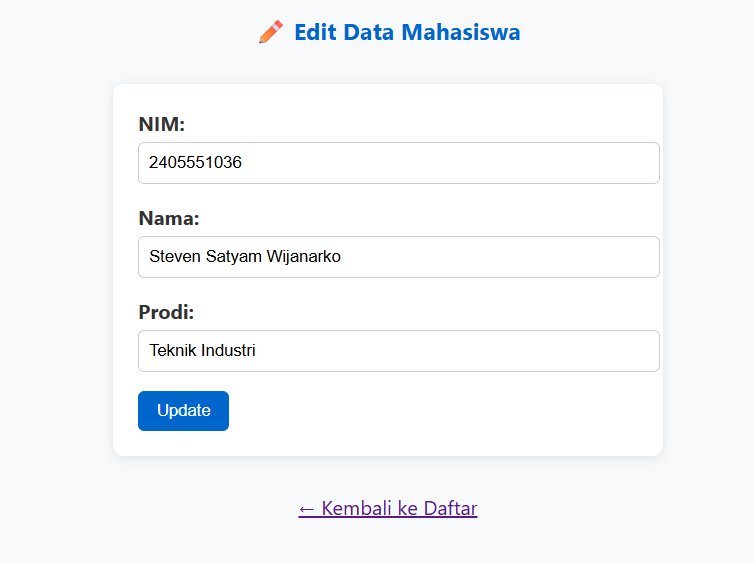 Edit Data Mahasiswa
NIM:
2405551036
Nama:
Steven Satyam Wijanarko
Prodi:
Teknik Industri
Update
← Kembali ke Daftar